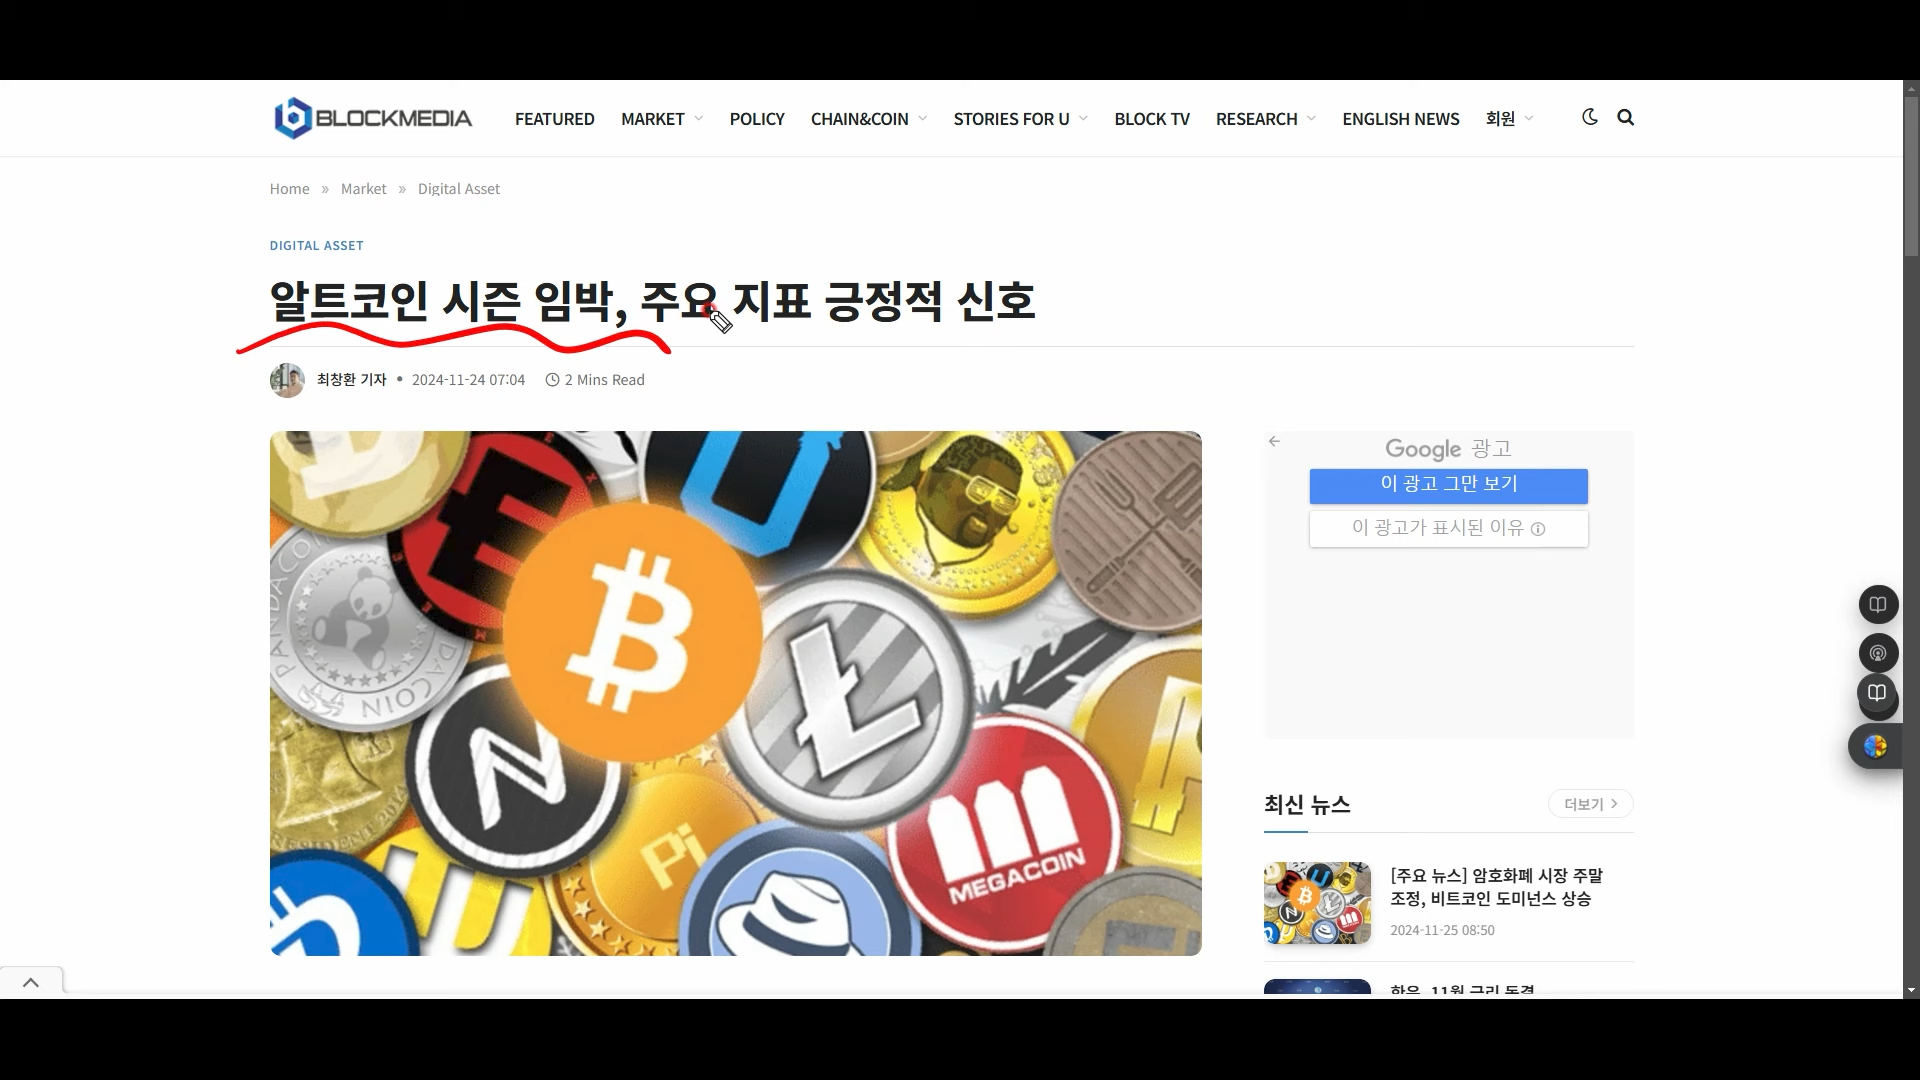 BLOCKMEDIA FEATURED MARKET POLICY CHAIN&COIN STORIES FOR U BLOCK TV RESEARCH ENGLISH NEWS 회원
Home » Market » Digital Asset
DIGITAL ASSET
알트코인 시즌 임박, 주요 지표 긍정적 신호
최창환 기자 • 2024-11-24 07:04 2 Mins Read
Google 광고
이 광고 그만 보기
이 광고가 표시된 이유
PANDACOIN
Pi
MEGACOIN
최신 뉴스
더보기
[주요 뉴스] 암호화폐 시장 주말
조정, 비트코인 도미넌스 상승
2024-11-25 08:50